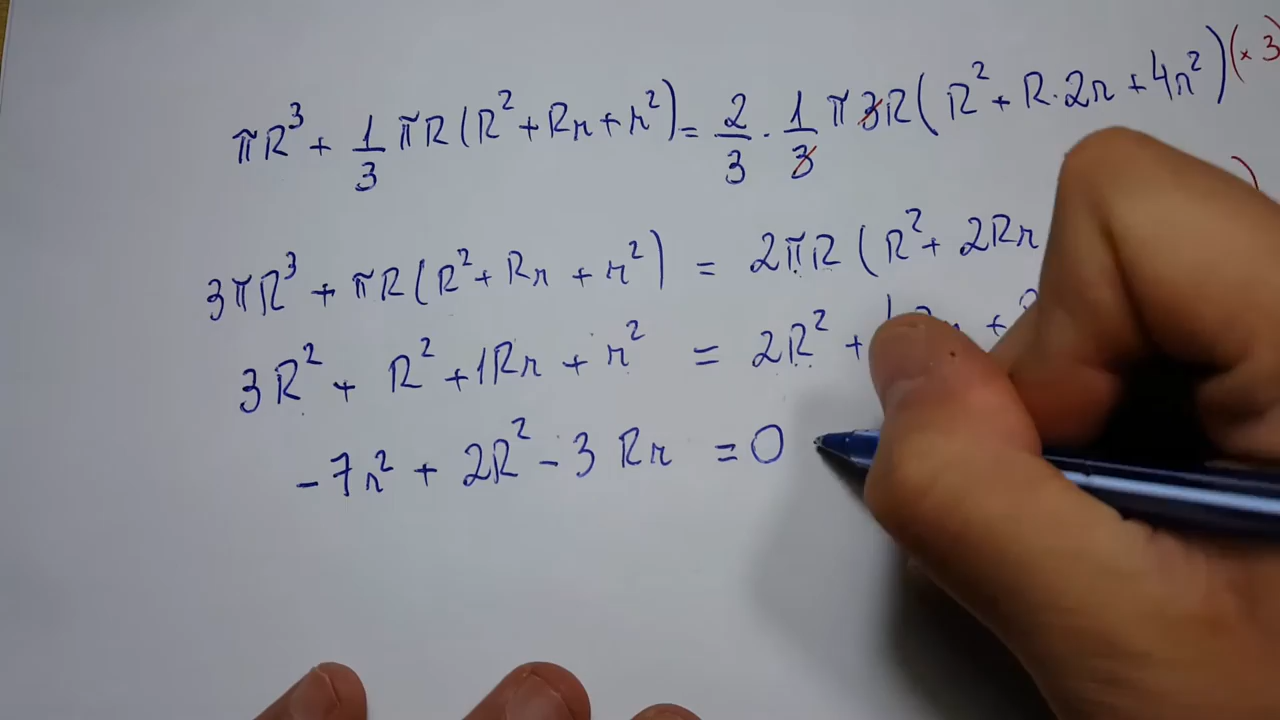 πR³ + 1/3 πR(R² + Rr + r²) = 2/3 · 1/3 π3R(R² + R·2r + 4r²) (×3
3πR³ + πR(R² + Rr + r²) = 2πR(R² + 2Rr )
3R² + R² + 1Rr + r² = 2R² + +
-7r² + 2R² - 3Rr = 0